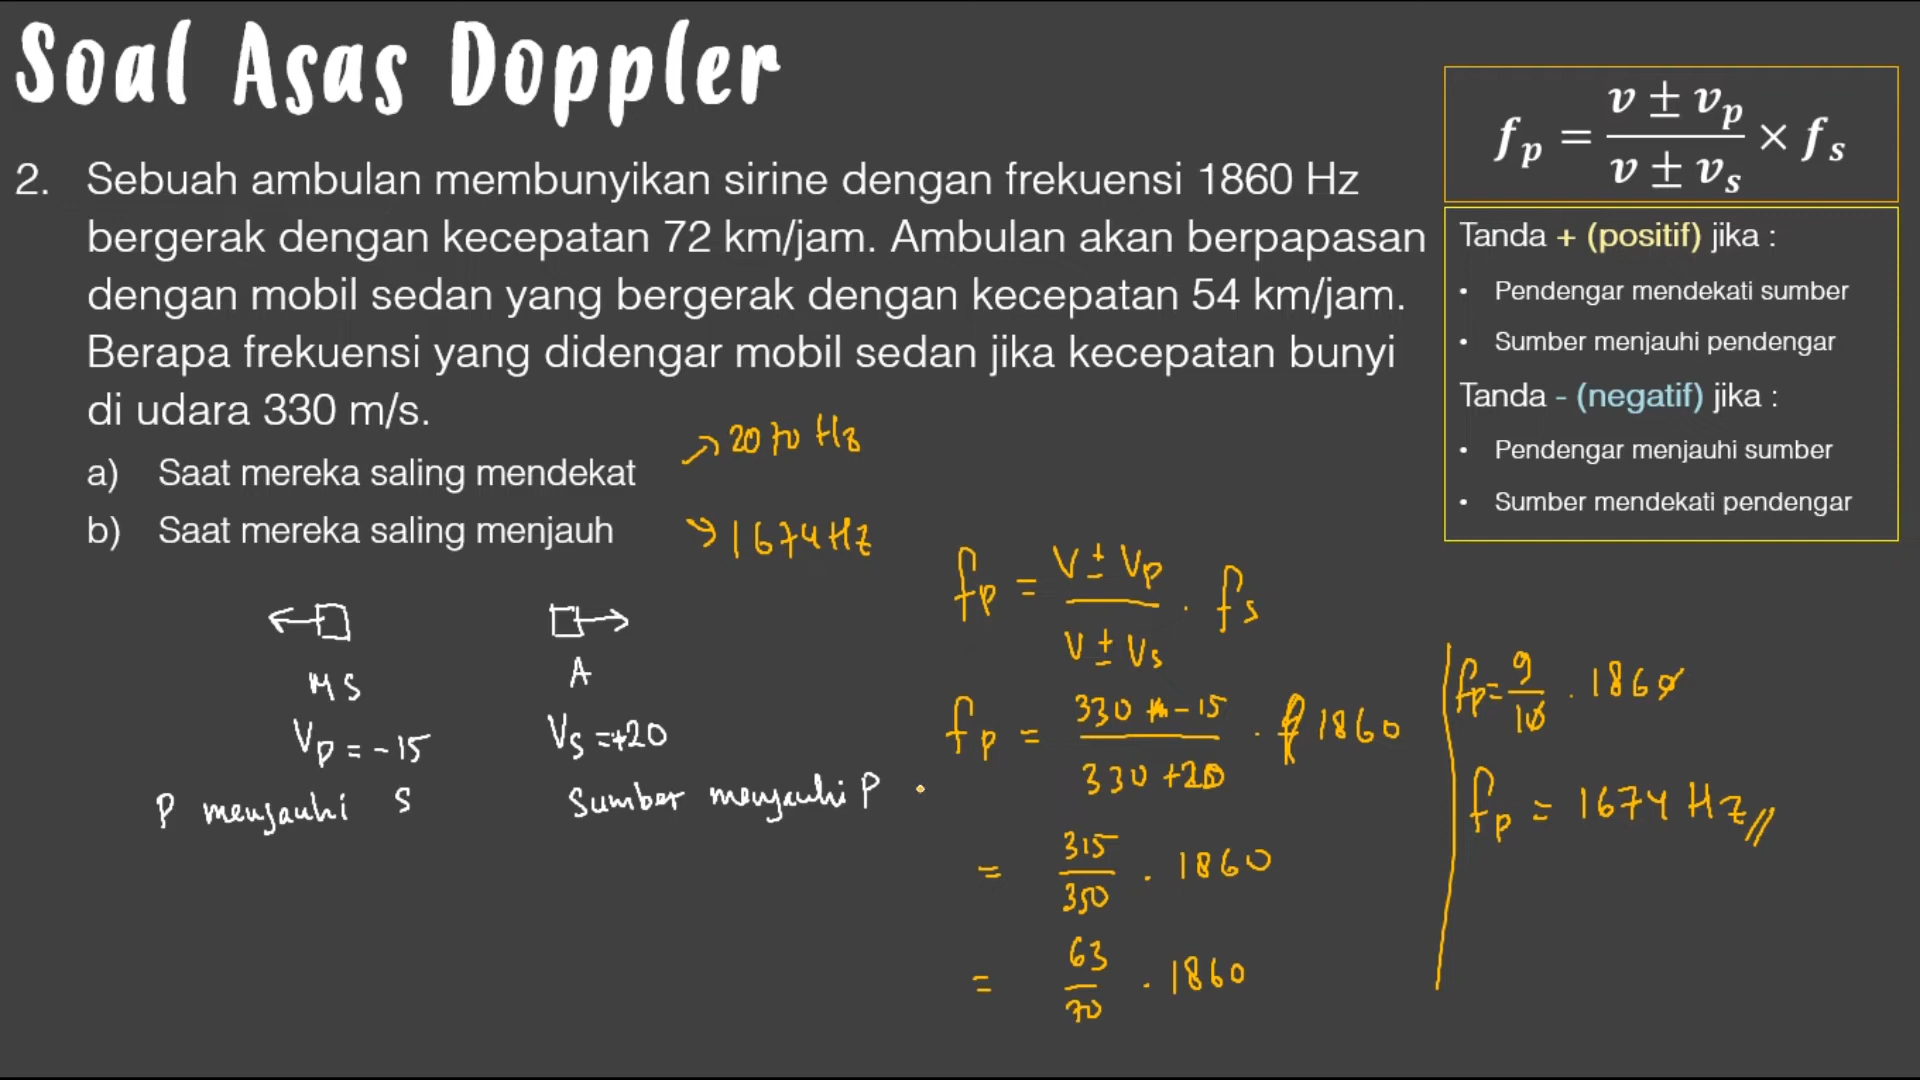 Soal Asas Doppler
2. Sebuah ambulan membunyikan sirine dengan frekuensi 1860 Hz
bergerak dengan kecepatan 72 km/jam. Ambulan akan berpapasan
dengan mobil sedan yang bergerak dengan kecepatan 54 km/jam.
Berapa frekuensi yang didengar mobil sedan jika kecepatan bunyi
di udara 330 m/s.
a) Saat mereka saling mendekat → 2070 Hz
b) Saat mereka saling menjauh → 1674 Hz
f_p = (v ± v_p)/(v ± v_s) × f_s
Tanda + (positif) jika :
• Pendengar mendekati sumber
• Sumber menjauhi pendengar
Tanda - (negatif) jika :
• Pendengar menjauhi sumber
• Sumber mendekati pendengar
MS
Vp = -15
P menjauhi S
A
Vs = +20
Sumber menjauhi P
fp = (V ± Vp)/(V ± Vs) . fs
fp = (330 - 15)/(330 + 20) . 1860
= 315/350 . 1860
= 63/70 . 1860
fp = 9/10 . 1860
fp = 1674 Hz //